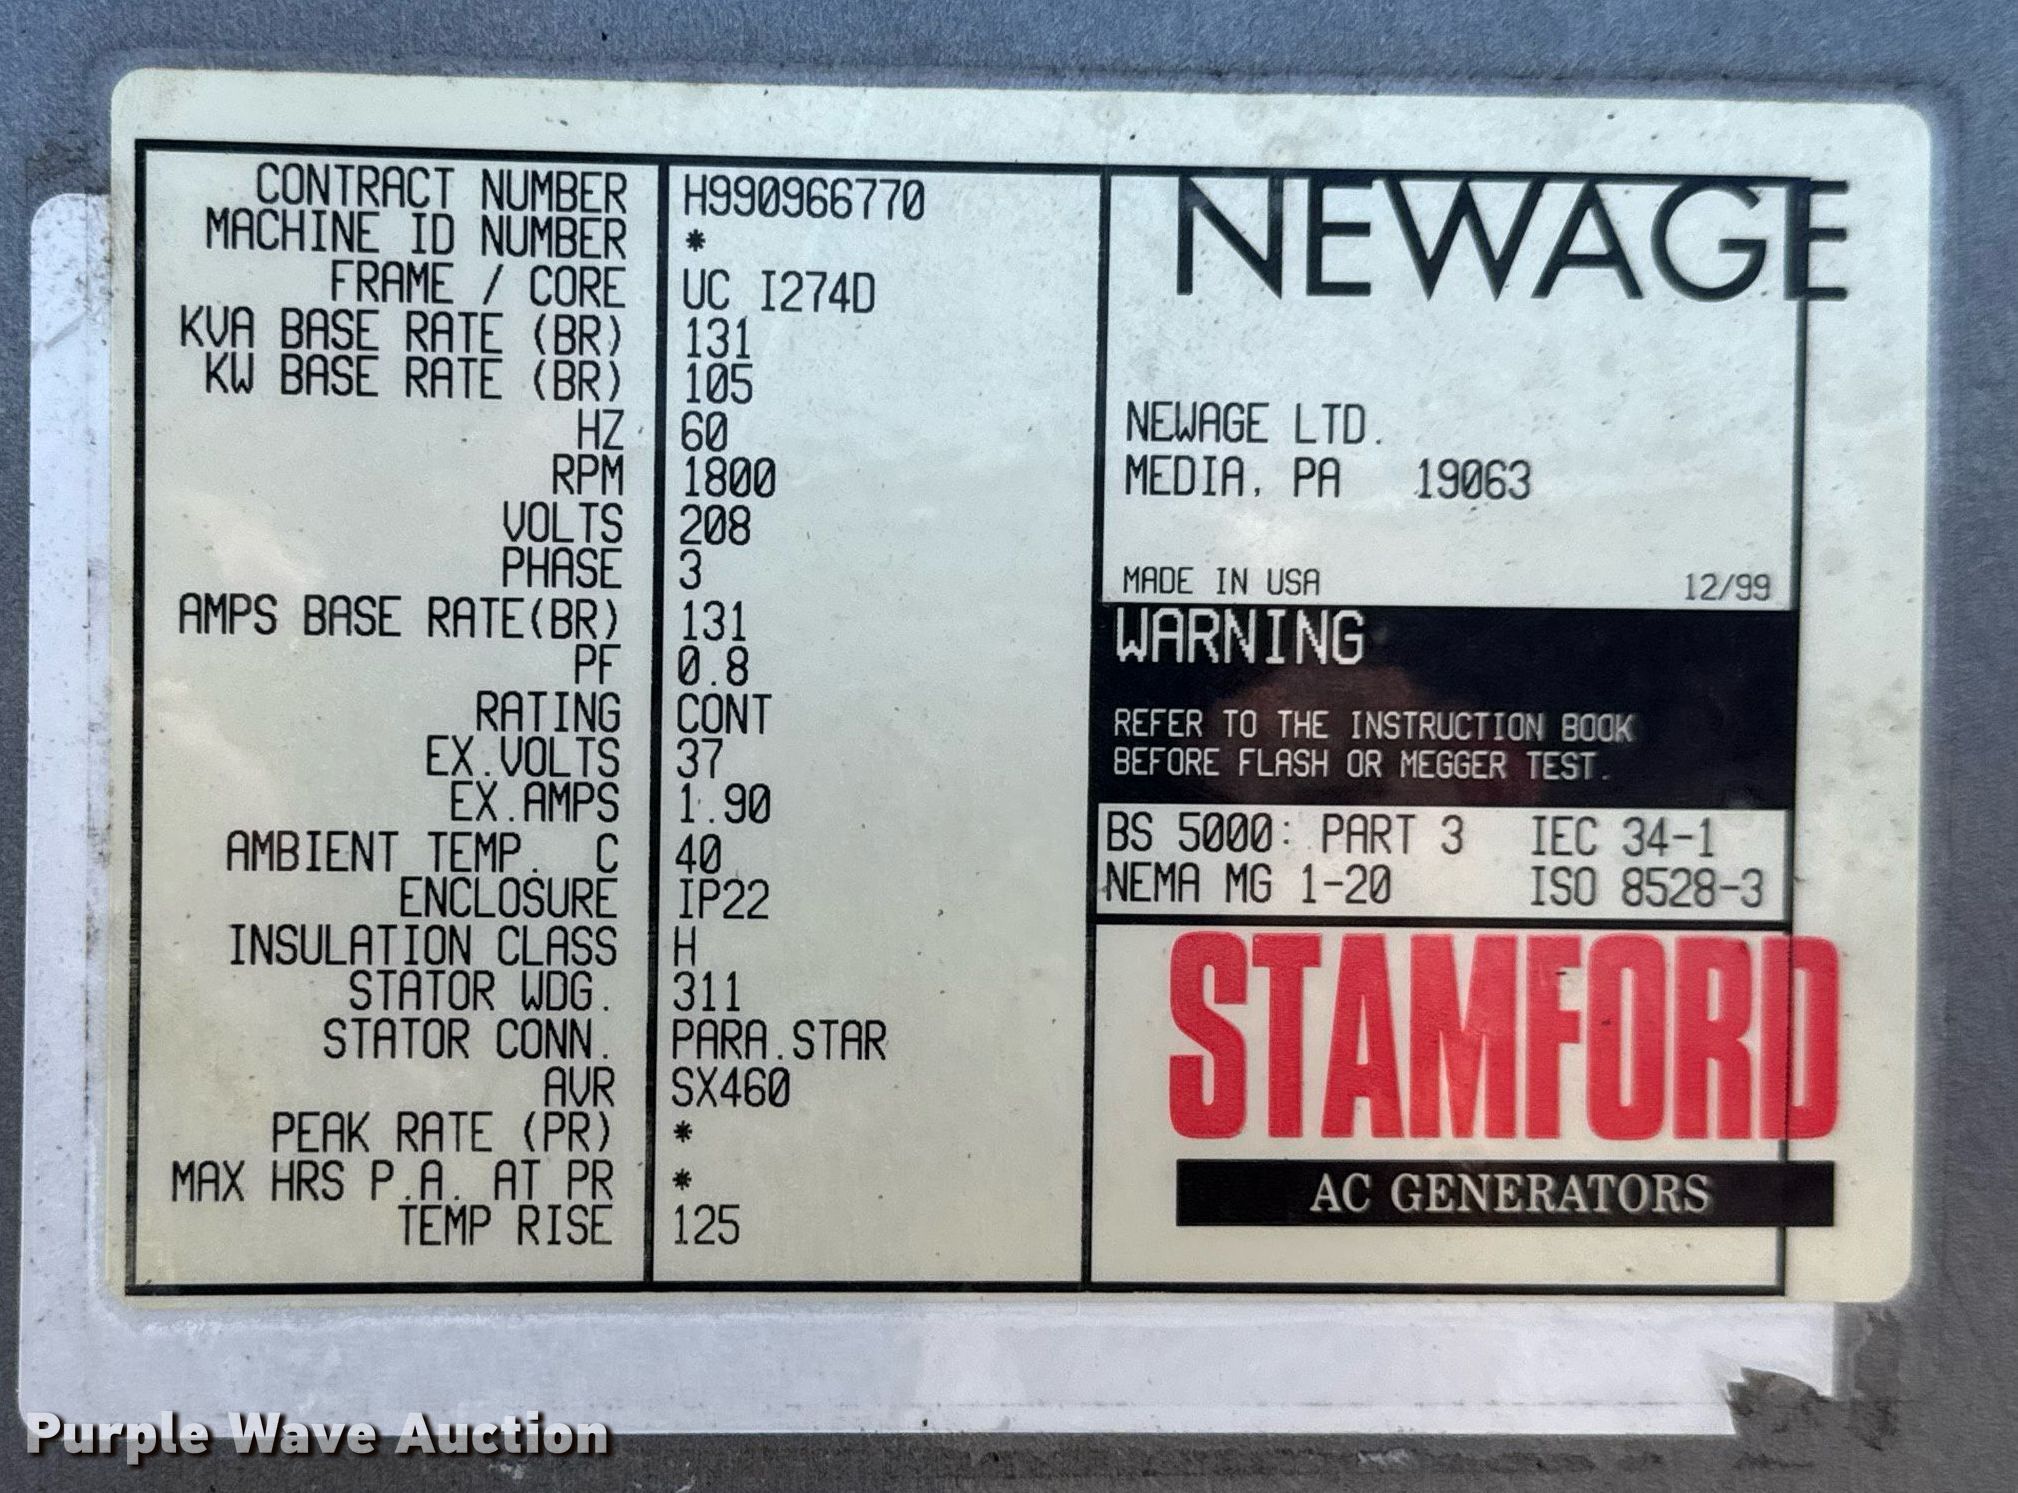 CONTRACT NUMBER H990966770
MACHINE ID NUMBER *
FRAME / CORE UC I274D
KVA BASE RATE (BR) 131
KW BASE RATE (BR) 105
HZ 60
RPM 1800
VOLTS 208
PHASE 3
AMPS BASE RATE(BR) 131
PF 0.8
RATING CONT
EX.VOLTS 37
EX.AMPS 1.90
AMBIENT TEMP. C 40
ENCLOSURE IP22
INSULATION CLASS H
STATOR WDG. 311
STATOR CONN. PARA.STAR
AVR SX460
PEAK RATE (PR) *
MAX HRS P.A. AT PR *
TEMP RISE 125
NEWAGE
NEWAGE LTD.
MEDIA, PA 19063
MADE IN USA 12/99
WARNING
REFER TO THE INSTRUCTION BOOK
BEFORE FLASH OR MEGGER TEST.
BS 5000: PART 3 IEC 34-1
NEMA MG 1-20 ISO 8528-3
STAMFORD
AC GENERATORS
Purple Wave Auction